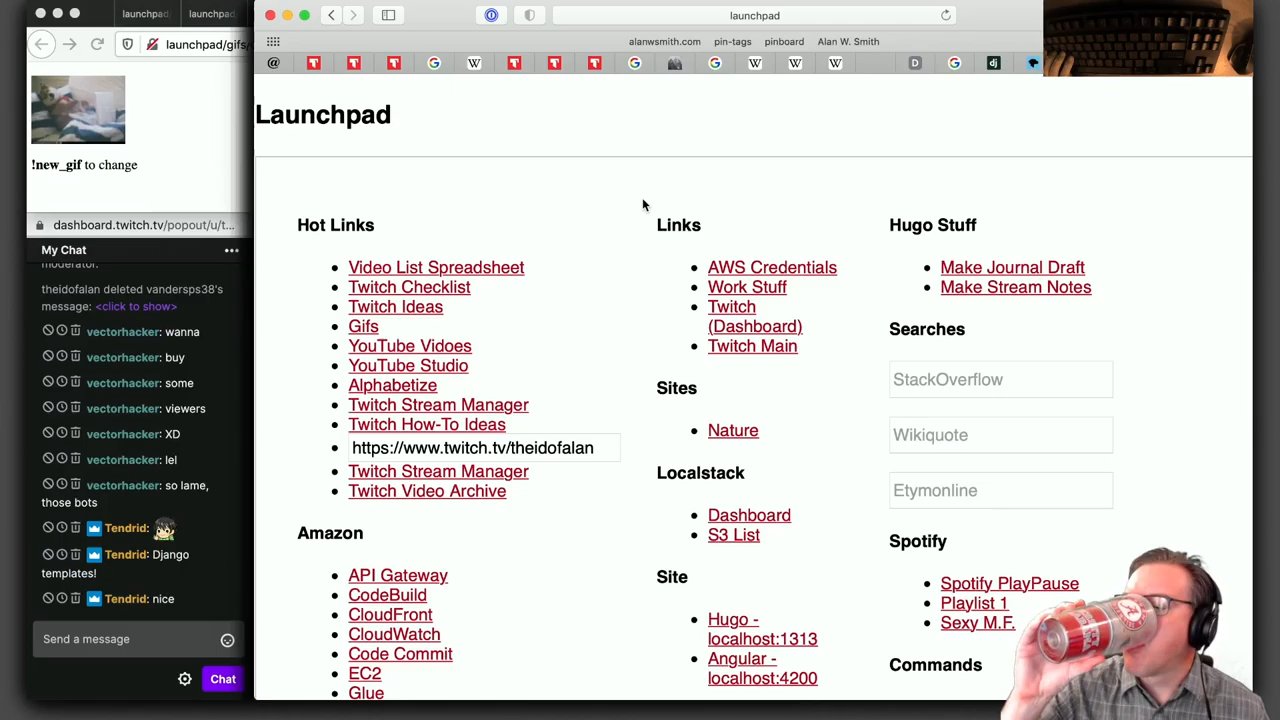 launchpad
launchpad
launchpad/gifs/
!new_gif to change
dashboard.twitch.tv/popout/u/t...
My Chat
moderator.
theidofalan deleted vandersps38's
message: <click to show>
vectorhacker: wanna
vectorhacker: buy
vectorhacker: some
vectorhacker: viewers
vectorhacker: XD
vectorhacker: lel
vectorhacker: so lame,
those bots
Tendrid:
Tendrid: Django
templates!
Tendrid: nice
Send a message
Chat
launchpad
alanwsmith.com
pin-tags
pinboard
Alan W. Smith
Launchpad
Hot Links
Video List Spreadsheet
Twitch Checklist
Twitch Ideas
Gifs
YouTube Vidoes
YouTube Studio
Alphabetize
Twitch Stream Manager
Twitch How-To Ideas
https://www.twitch.tv/theidofalan
Twitch Stream Manager
Twitch Video Archive
Amazon
API Gateway
CodeBuild
CloudFront
CloudWatch
Code Commit
EC2
Glue
Links
AWS Credentials
Work Stuff
Twitch
(Dashboard)
Twitch Main
Sites
Nature
Localstack
Dashboard
S3 List
Site
Hugo -
localhost:1313
Angular -
localhost:4200
Hugo Stuff
Make Journal Draft
Make Stream Notes
Searches
StackOverflow
Wikiquote
Etymonline
Spotify
Spotify PlayPause
Playlist 1
Sexy M.F.
Commands